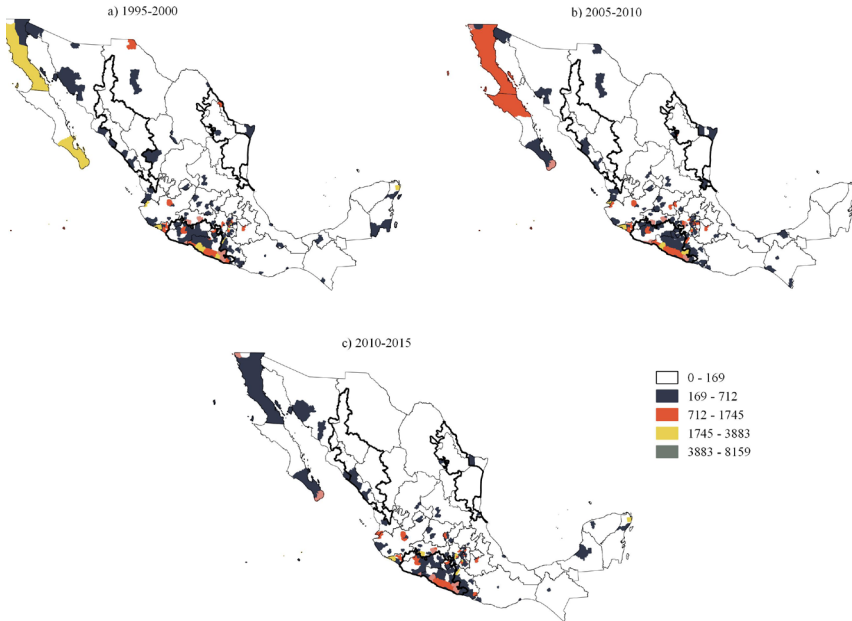 a) 1995-2000
b) 2005-2010
c) 2010-2015
0 - 169
169 - 712
712 - 1745
1745 - 3883
3883 - 8159